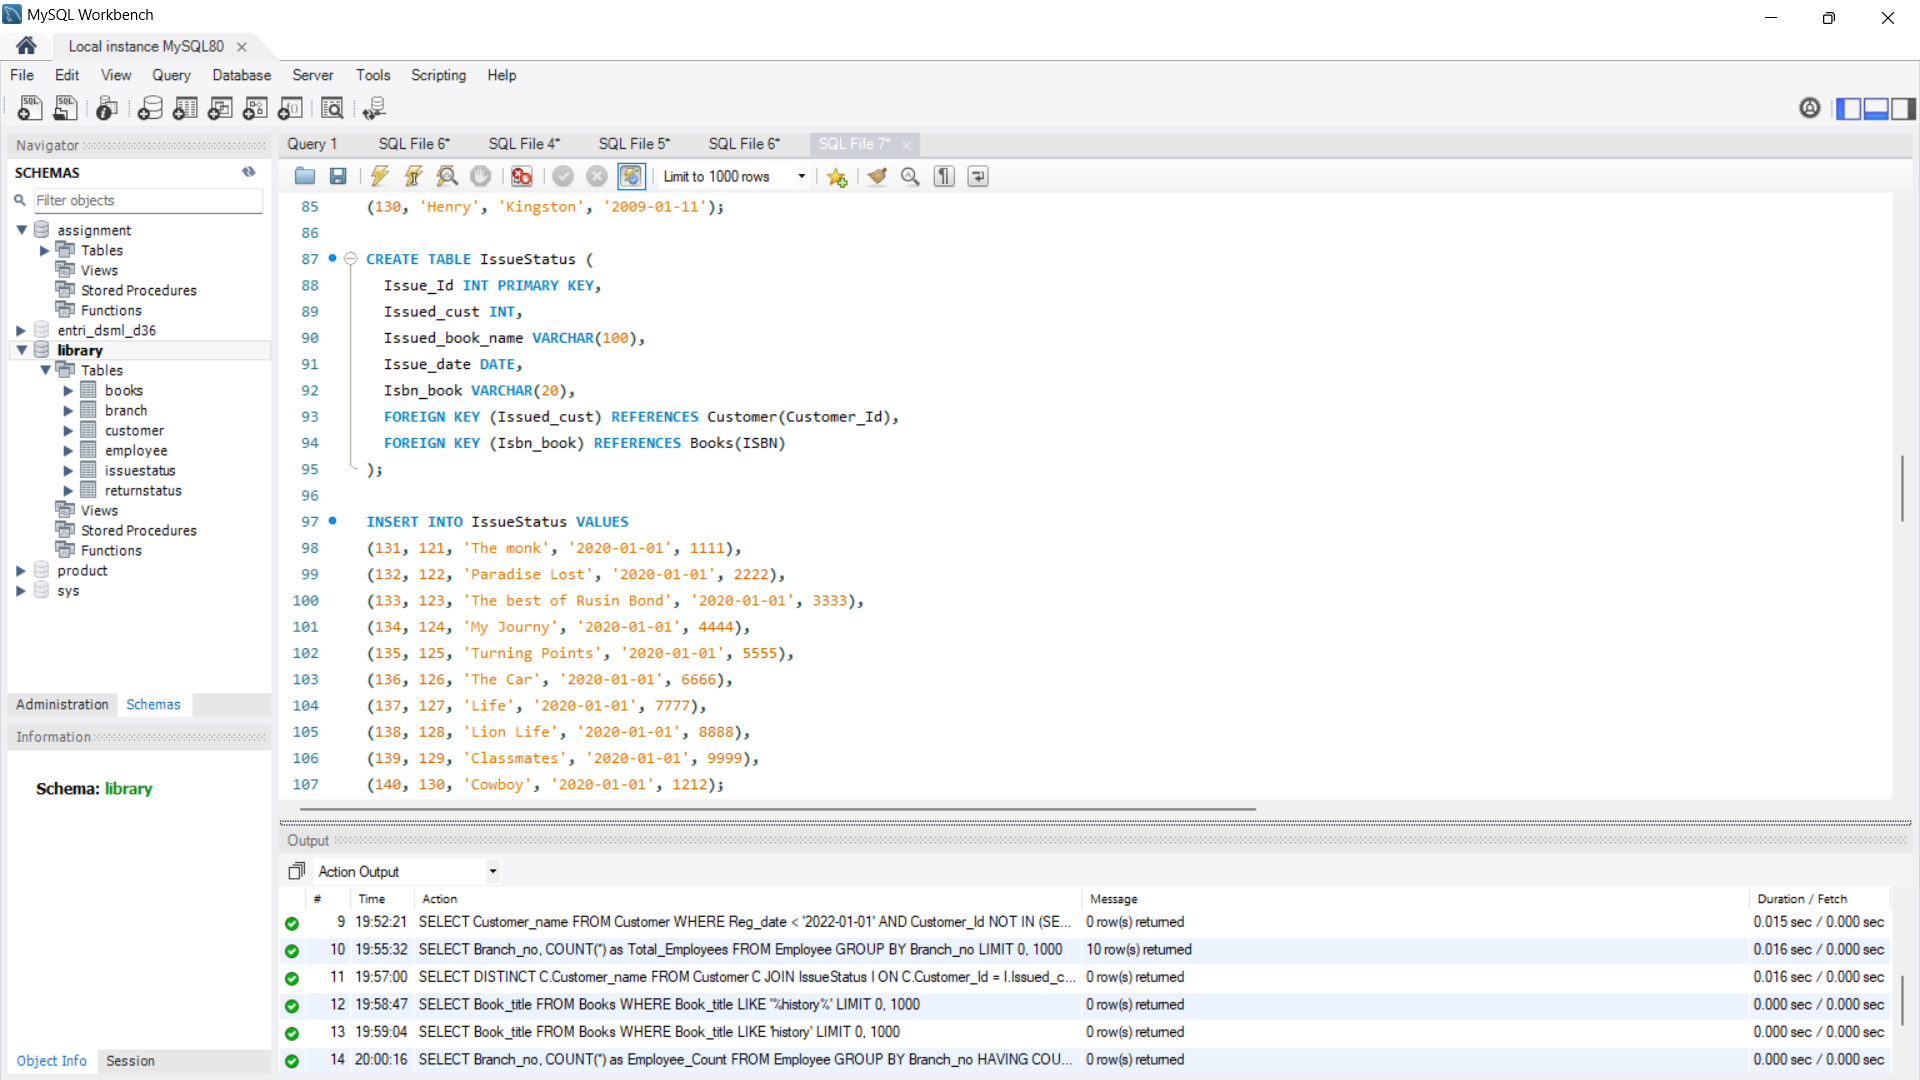 MySQL Workbench
Local instance MySQL80
File Edit View Query Database Server Tools Scripting Help
Navigator
SCHEMAS
Filter objects
assignment
Tables
Views
Stored Procedures
Functions
entri_dsml_d36
library
Tables
books
branch
customer
employee
issuestatus
returnstatus
Views
Stored Procedures
Functions
product
sys
Administration Schemas
Information
Schema: library
Object Info Session
Query 1 SQL File 6* SQL File 4* SQL File 5* SQL File 6* SQL File 7*
Limit to 1000 rows
85 (130, 'Henry', 'Kingston', '2009-01-11');
86
87 CREATE TABLE IssueStatus (
88 Issue_Id INT PRIMARY KEY,
89 Issued_cust INT,
90 Issued_book_name VARCHAR(100),
91 Issue_date DATE,
92 Isbn_book VARCHAR(20),
93 FOREIGN KEY (Issued_cust) REFERENCES Customer(Customer_Id),
94 FOREIGN KEY (Isbn_book) REFERENCES Books(ISBN)
95 );
96
97 INSERT INTO IssueStatus VALUES
98 (131, 121, 'The monk', '2020-01-01', 1111),
99 (132, 122, 'Paradise Lost', '2020-01-01', 2222),
100 (133, 123, 'The best of Rusin Bond', '2020-01-01', 3333),
101 (134, 124, 'My Journy', '2020-01-01', 4444),
102 (135, 125, 'Turning Points', '2020-01-01', 5555),
103 (136, 126, 'The Car', '2020-01-01', 6666),
104 (137, 127, 'Life', '2020-01-01', 7777),
105 (138, 128, 'Lion Life', '2020-01-01', 8888),
106 (139, 129, 'Classmates', '2020-01-01', 9999),
107 (140, 130, 'Cowboy', '2020-01-01', 1212);
Output
Action Output
# Time Action Message Duration / Fetch
9 19:52:21 SELECT Customer_name FROM Customer WHERE Reg_date < '2022-01-01' AND Customer_Id NOT IN (SE... 0 row(s) returned 0.015 sec / 0.000 sec
10 19:55:32 SELECT Branch_no, COUNT(*) as Total_Employees FROM Employee GROUP BY Branch_no LIMIT 0, 1000 10 row(s) returned 0.016 sec / 0.000 sec
11 19:57:00 SELECT DISTINCT C.Customer_name FROM Customer C JOIN IssueStatus I ON C.Customer_Id = I.Issued_c... 0 row(s) returned 0.016 sec / 0.000 sec
12 19:58:47 SELECT Book_title FROM Books WHERE Book_title LIKE '%history%' LIMIT 0, 1000 0 row(s) returned 0.000 sec / 0.000 sec
13 19:59:04 SELECT Book_title FROM Books WHERE Book_title LIKE 'history' LIMIT 0, 1000 0 row(s) returned 0.000 sec / 0.000 sec
14 20:00:16 SELECT Branch_no, COUNT(*) as Employee_Count FROM Employee GROUP BY Branch_no HAVING COU... 0 row(s) returned 0.000 sec / 0.000 sec